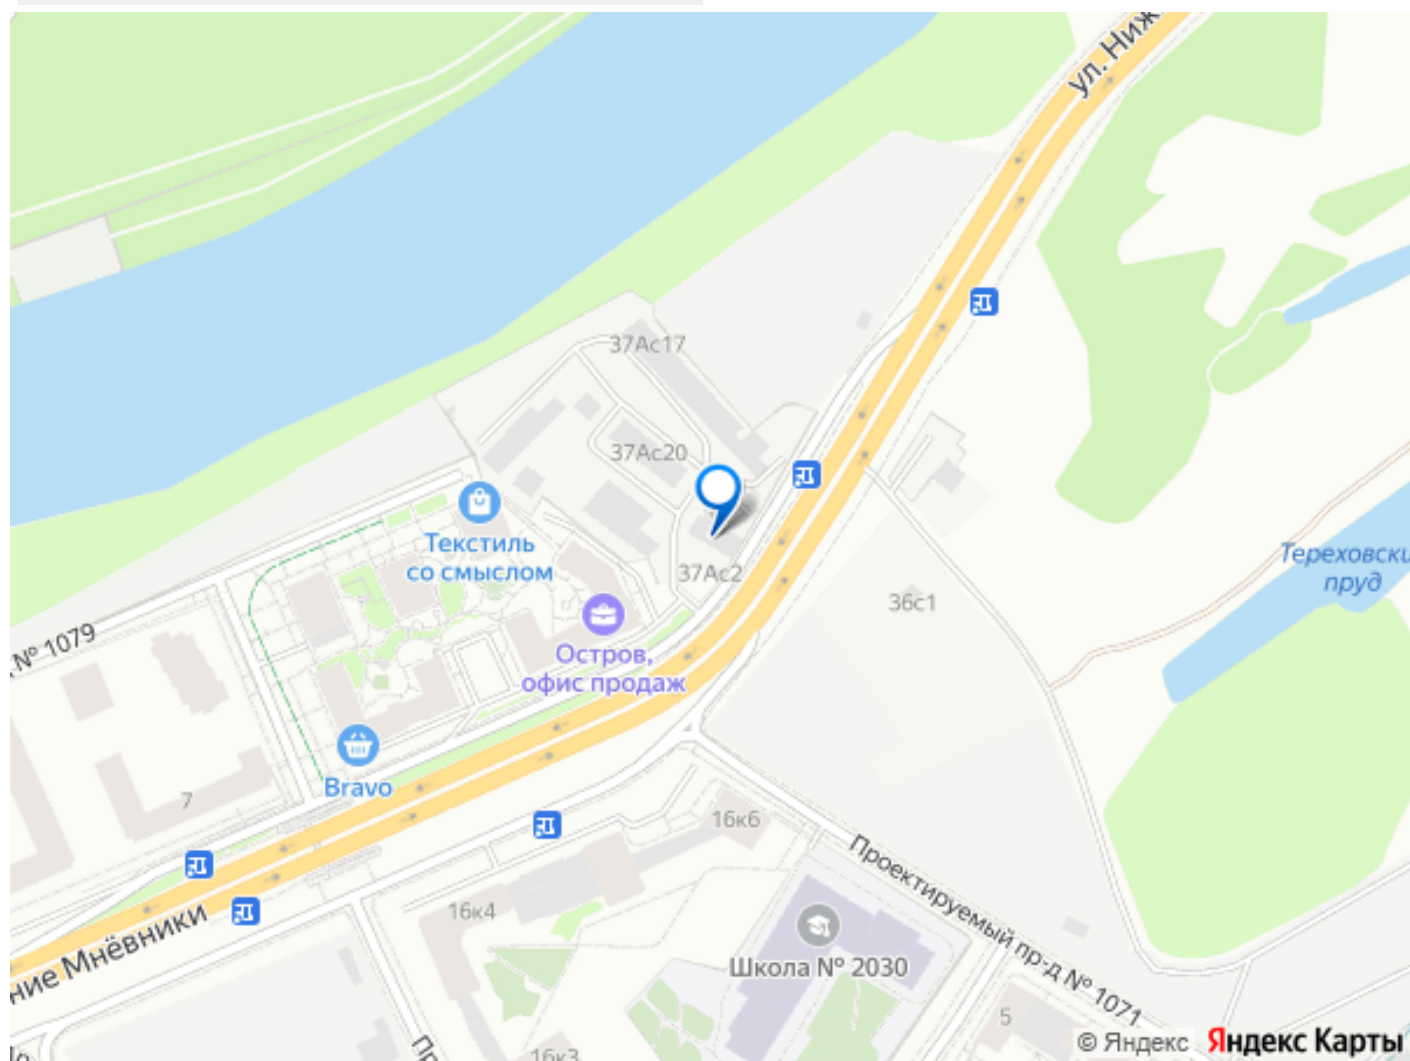 ул. Ниж
37Ас17
37Ас20
Текстиль
со смыслом
37Ас2
36с1
Тереховски
пруд
№ 1079
Остров,
офис продаж
Bravo
7
16к6
Проектируемый пр-д № 1071
16к4
ние Мнёвники
Школа № 2030
5
Пр
16к3
© Яндекс Яндекс Карты